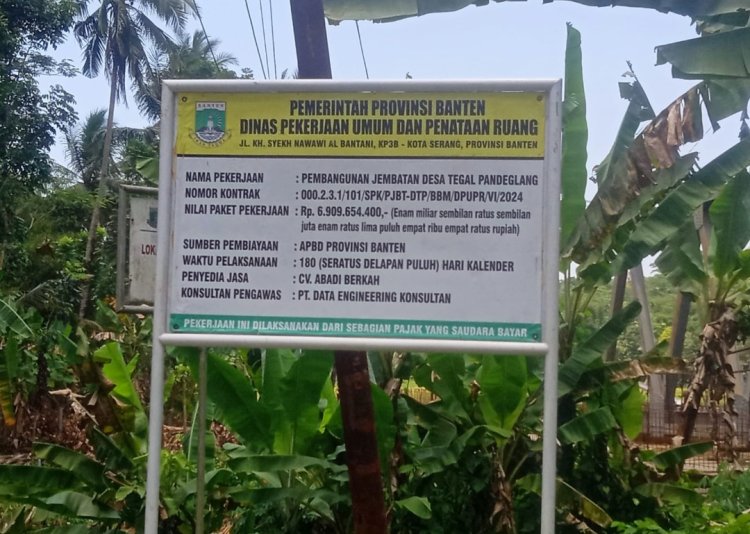 BANTEN
PEMERINTAH PROVINSI BANTEN
DINAS PEKERJAAN UMUM DAN PENATAAN RUANG
JL. KH. SYEKH NAWAWI AL BANTANI, KP3B - KOTA SERANG, PROVINSI BANTEN
NAMA PEKERJAAN : PEMBANGUNAN JEMBATAN DESA TEGAL PANDEGLANG
NOMOR KONTRAK : 000.2.3.1/101/SPK/PJBT-DTP/BBM/DPUPR/VI/2024
NILAI PAKET PEKERJAAN : Rp. 6.909.654.400,- (Enam miliar sembilan ratus sembilan
juta enam ratus lima puluh empat ribu empat ratus rupiah)
SUMBER PEMBIAYAAN : APBD PROVINSI BANTEN
WAKTU PELAKSANAAN : 180 (SERATUS DELAPAN PULUH) HARI KALENDER
PENYEDIA JASA : CV. ABADI BERKAH
KONSULTAN PENGAWAS : PT. DATA ENGINEERING KONSULTAN
PEKERJAAN INI DILAKSANAKAN DARI SEBAGIAN PAJAK YANG SAUDARA BAYAR
LOK